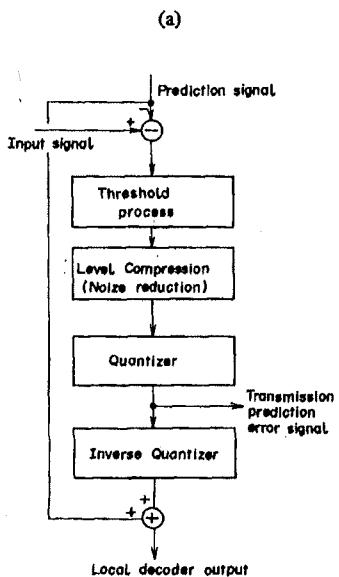 (a)
Prediction signal
−
+
Input signal
−
Threshold
process
Level Compression
(Noize reduction)
Quantizer
Transmission
prediction
error signal
Inverse Quantizer
+
+
+
Local decoder output